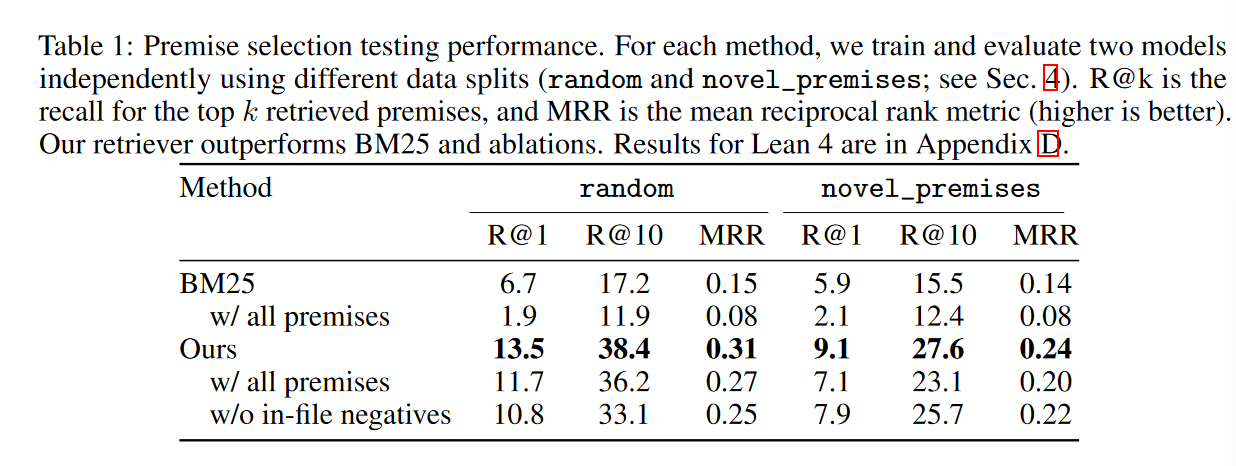 Table 1: Premise selection testing performance. For each method, we train and evaluate two models
independently using different data splits (random and novel_premises; see Sec. 4). R@k is the
recall for the top k retrieved premises, and MRR is the mean reciprocal rank metric (higher is better).
Our retriever outperforms BM25 and ablations. Results for Lean 4 are in Appendix D.
Method random novel_premises
R@1 R@10 MRR R@1 R@10 MRR
BM25 6.7 17.2 0.15 5.9 15.5 0.14
w/ all premises 1.9 11.9 0.08 2.1 12.4 0.08
Ours 13.5 38.4 0.31 9.1 27.6 0.24
w/ all premises 11.7 36.2 0.27 7.1 23.1 0.20
w/o in-file negatives 10.8 33.1 0.25 7.9 25.7 0.22